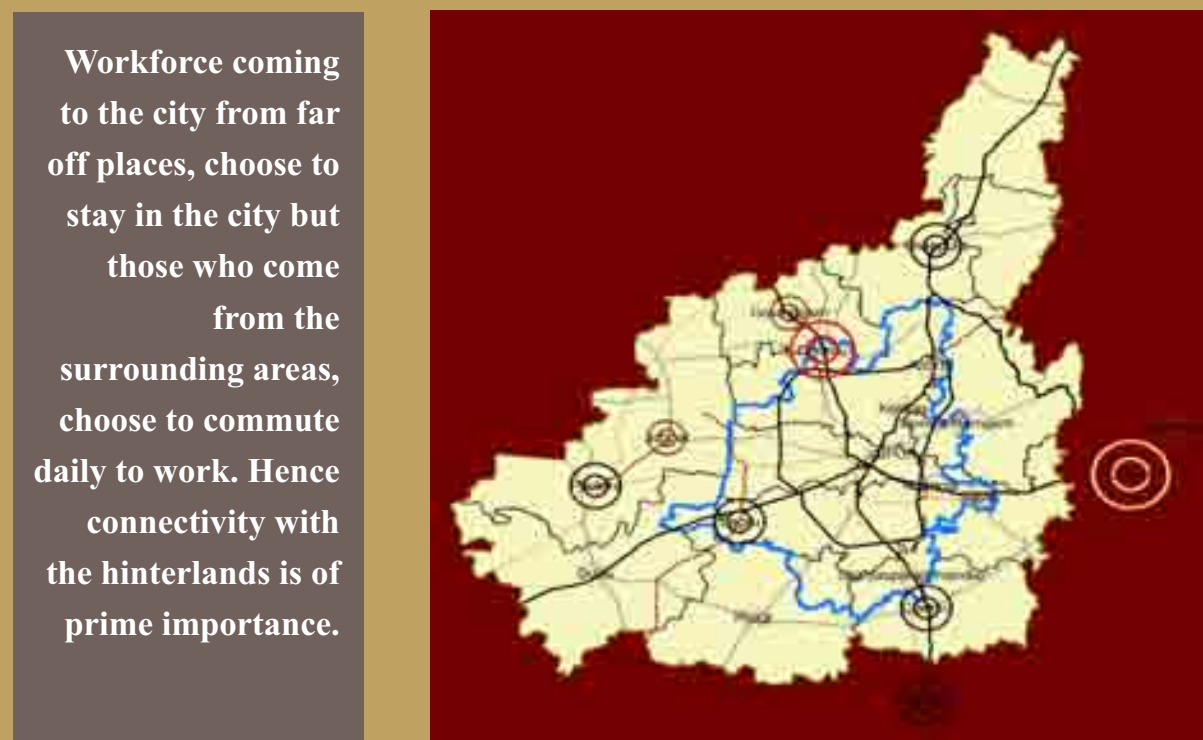 Workforce coming
to the city from far
off places, choose to
stay in the city but
those who come
from the
surrounding areas,
choose to commute
daily to work. Hence
connectivity with
the hinterlands is of
prime importance.